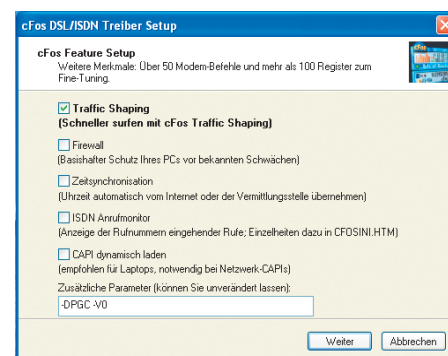 cFos DSL/ISDN Treiber Setup
cFos Feature Setup
Weitere Merkmale: Über 50 Modem-Befehle und mehr als 100 Register zum
Fine-Tuning.
Traffic Shaping
(Schneller surfen mit cFos Traffic Shaping)
Firewall
(Basishafter Schutz Ihres PCs vor bekannten Schwächen)
Zeitsynchronisation
(Uhrzeit automatisch vom Internet oder der Vermittlungsstelle übernehmen)
ISDN Anrufmonitor
(Anzeige der Rufnummern eingehender Rufe; Einzelheiten dazu in CFOSINI.HTM)
CAPI dynamisch laden
(empfohlen für Laptops, notwendig bei Netzwerk-CAPIs)
Zusätzliche Parameter (können Sie unverändert lassen):
-DPGC -V0
Weiter
Abbrechen